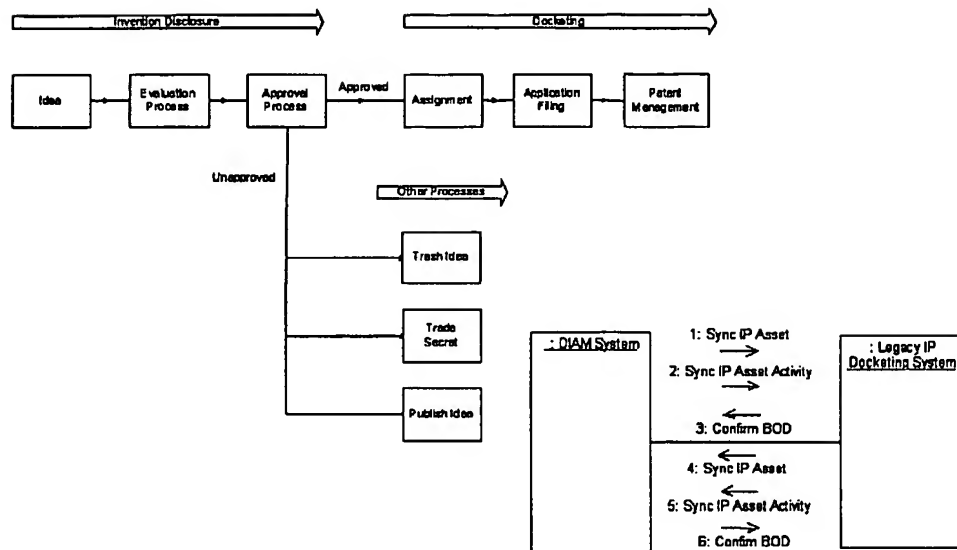 Invention Disclosure
Docketing
Idea
Evaluation
Process
Approval
Process
Approved
Assignment
Application
Filing
Patent
Management
Unapproved
Other Processes
Trash Idea
Trade
Secret
Publish Idea
: DIAM System
1: Sync IP Asset
2: Sync IP Asset Activity
3: Confirm BOD
4: Sync IP Asset
5: Sync IP Asset Activity
6: Confirm BOD
: Legacy IP
Docketing System